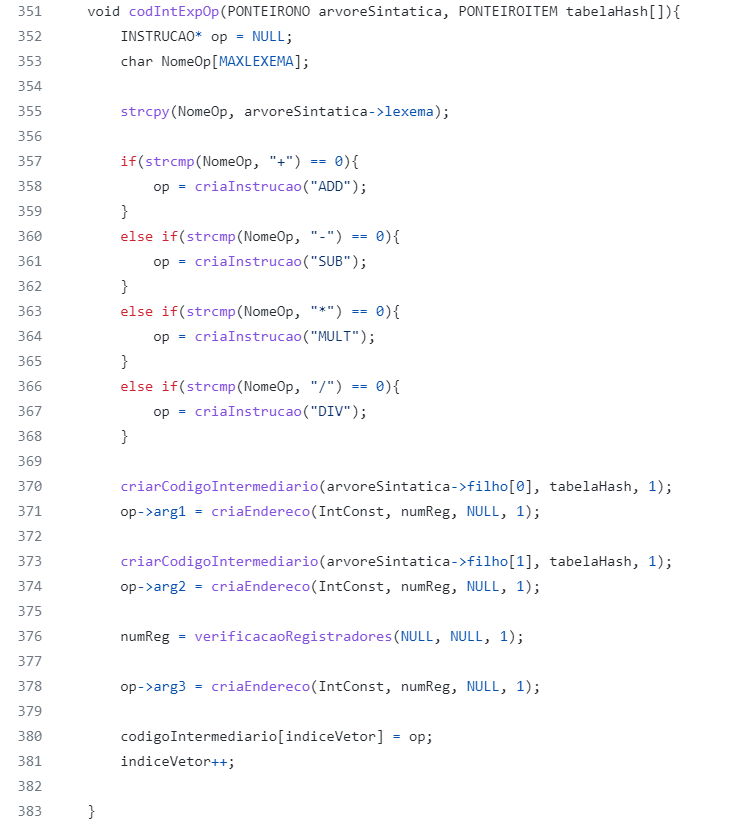 351 void codIntExpOp(PONTEIRONO arvoreSintatica, PONTEIROITEM tabelaHash[]){
352 INSTRUCAO* op = NULL;
353 char NomeOp[MAXLEXEMA];
354
355 strcpy(NomeOp, arvoreSintatica->lexema);
356
357 if(strcmp(NomeOp, "+") == 0){
358 op = criaInstrucao("ADD");
359 }
360 else if(strcmp(NomeOp, "-") == 0){
361 op = criaInstrucao("SUB");
362 }
363 else if(strcmp(NomeOp, "*") == 0){
364 op = criaInstrucao("MULT");
365 }
366 else if(strcmp(NomeOp, "/") == 0){
367 op = criaInstrucao("DIV");
368 }
369
370 criarCodigoIntermediario(arvoreSintatica->filho[0], tabelaHash, 1);
371 op->arg1 = criaEndereco(IntConst, numReg, NULL, 1);
372
373 criarCodigoIntermediario(arvoreSintatica->filho[1], tabelaHash, 1);
374 op->arg2 = criaEndereco(IntConst, numReg, NULL, 1);
375
376 numReg = verificacaoRegistradores(NULL, NULL, 1);
377
378 op->arg3 = criaEndereco(IntConst, numReg, NULL, 1);
379
380 codigoIntermediario[indiceVetor] = op;
381 indiceVetor++;
382
383 }